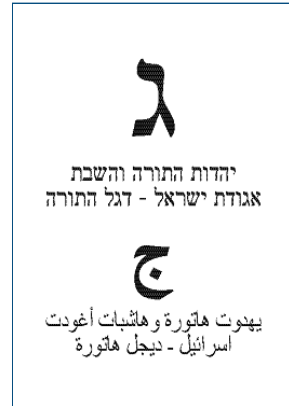 ג
יהדות התורה והשבת
אגודת ישראל - דגל התורה
ج
يهدوت هاتورة وهاشبات أغودت
اسرائيل - ديجل هاتورة